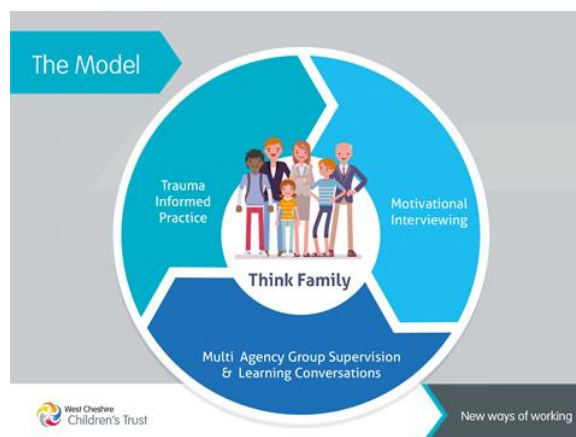 The Model
Trauma
Informed
Practice
Motivational
Interviewing
Think Family
Multi Agency Group Supervision
& Learning Conversations
West Cheshire
Children's Trust
New ways of working